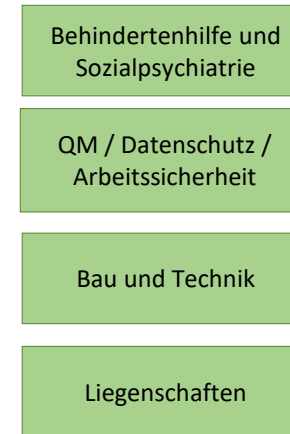 Behindertenhilfe und
Sozialpsychiatrie
QM / Datenschutz /
Arbeitssicherheit
Bau und Technik
Liegenschaften